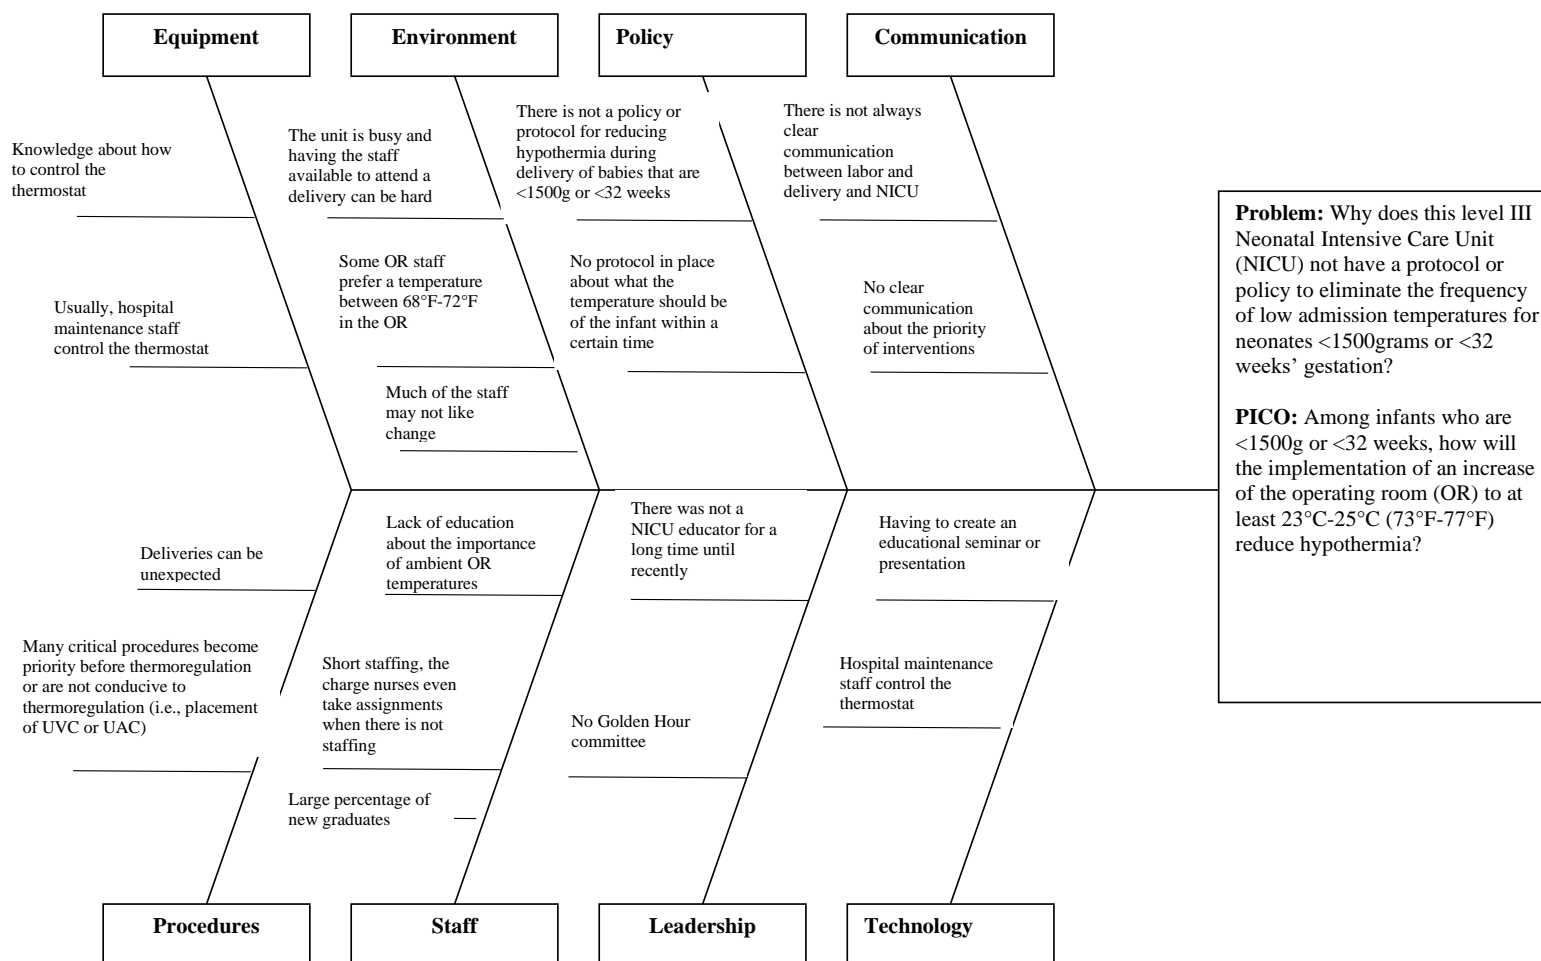 Equipment
Environment
Policy
Communication
Knowledge about how
to control the
thermostat
The unit is busy and
having the staff
available to attend a
delivery can be hard
There is not a policy or
protocol for reducing
hypothermia during
delivery of babies that are
<1500g or <32 weeks
There is not always
clear
communication
between labor and
delivery and NICU
Usually, hospital
maintenance staff
control the thermostat
Some OR staff
prefer a temperature
between 68°F-72°F
in the OR
No protocol in place
about what the
temperature should be
of the infant within a
certain time
No clear
communication
about the priority
of interventions
Much of the staff
may not like
change
Problem: Why does this level III
Neonatal Intensive Care Unit
(NICU) not have a protocol or
policy to eliminate the frequency
of low admission temperatures for
neonates <1500grams or <32
weeks’ gestation?
PICO: Among infants who are
<1500g or <32 weeks, how will
the implementation of an increase
of the operating room (OR) to at
least 23°C-25°C (73°F-77°F)
reduce hypothermia?
Deliveries can be
unexpected
Lack of education
about the importance
of ambient OR
temperatures
There was not a
NICU educator for a
long time until
recently
Having to create an
educational seminar or
presentation
Many critical procedures become
priority before thermoregulation
or are not conducive to
thermoregulation (i.e., placement
of UVC or UAC)
Short staffing, the
charge nurses even
take assignments
when there is not
staffing
No Golden Hour
committee
Hospital maintenance
staff control the
thermostat
Large percentage of
new graduates
Procedures
Staff
Leadership
Technology